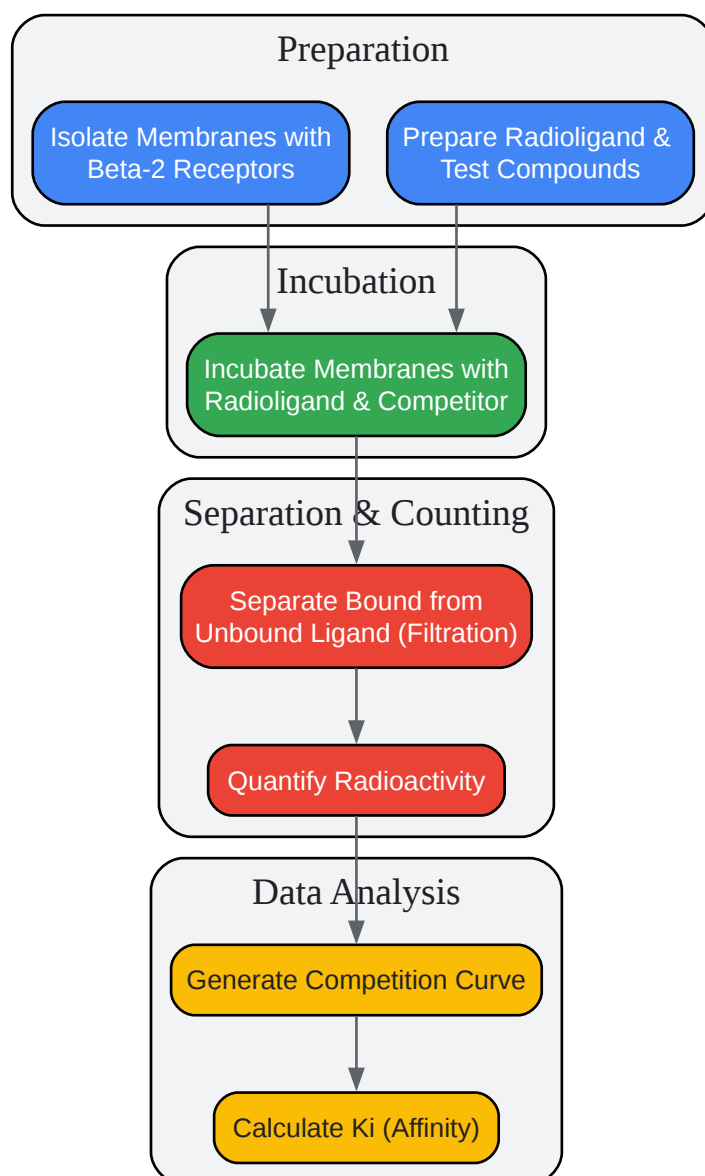 Preparation
Isolate Membranes with
Beta-2 Receptors
Prepare Radioligand &
Test Compounds
Incubation
Incubate Membranes with
Radioligand & Competitor
Separation & Counting
Separate Bound from
Unbound Ligand (Filtration)
Quantify Radioactivity
Data Analysis
Generate Competition Curve
Calculate Ki (Affinity)